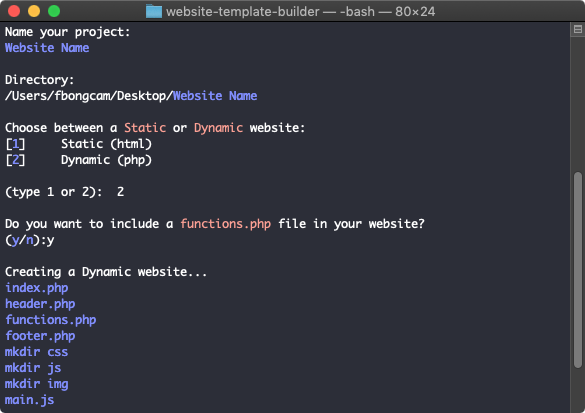 website-template-builder — -bash — 80×24
Name your project:
Website Name
Directory:
/Users/fbongcam/Desktop/Website Name
Choose between a Static or Dynamic website:
[1] Static (html)
[2] Dynamic (php)
(type 1 or 2): 2
Do you want to include a functions.php file in your website?
(y/n):y
Creating a Dynamic website...
index.php
header.php
functions.php
footer.php
mkdir css
mkdir js
mkdir img
main.js